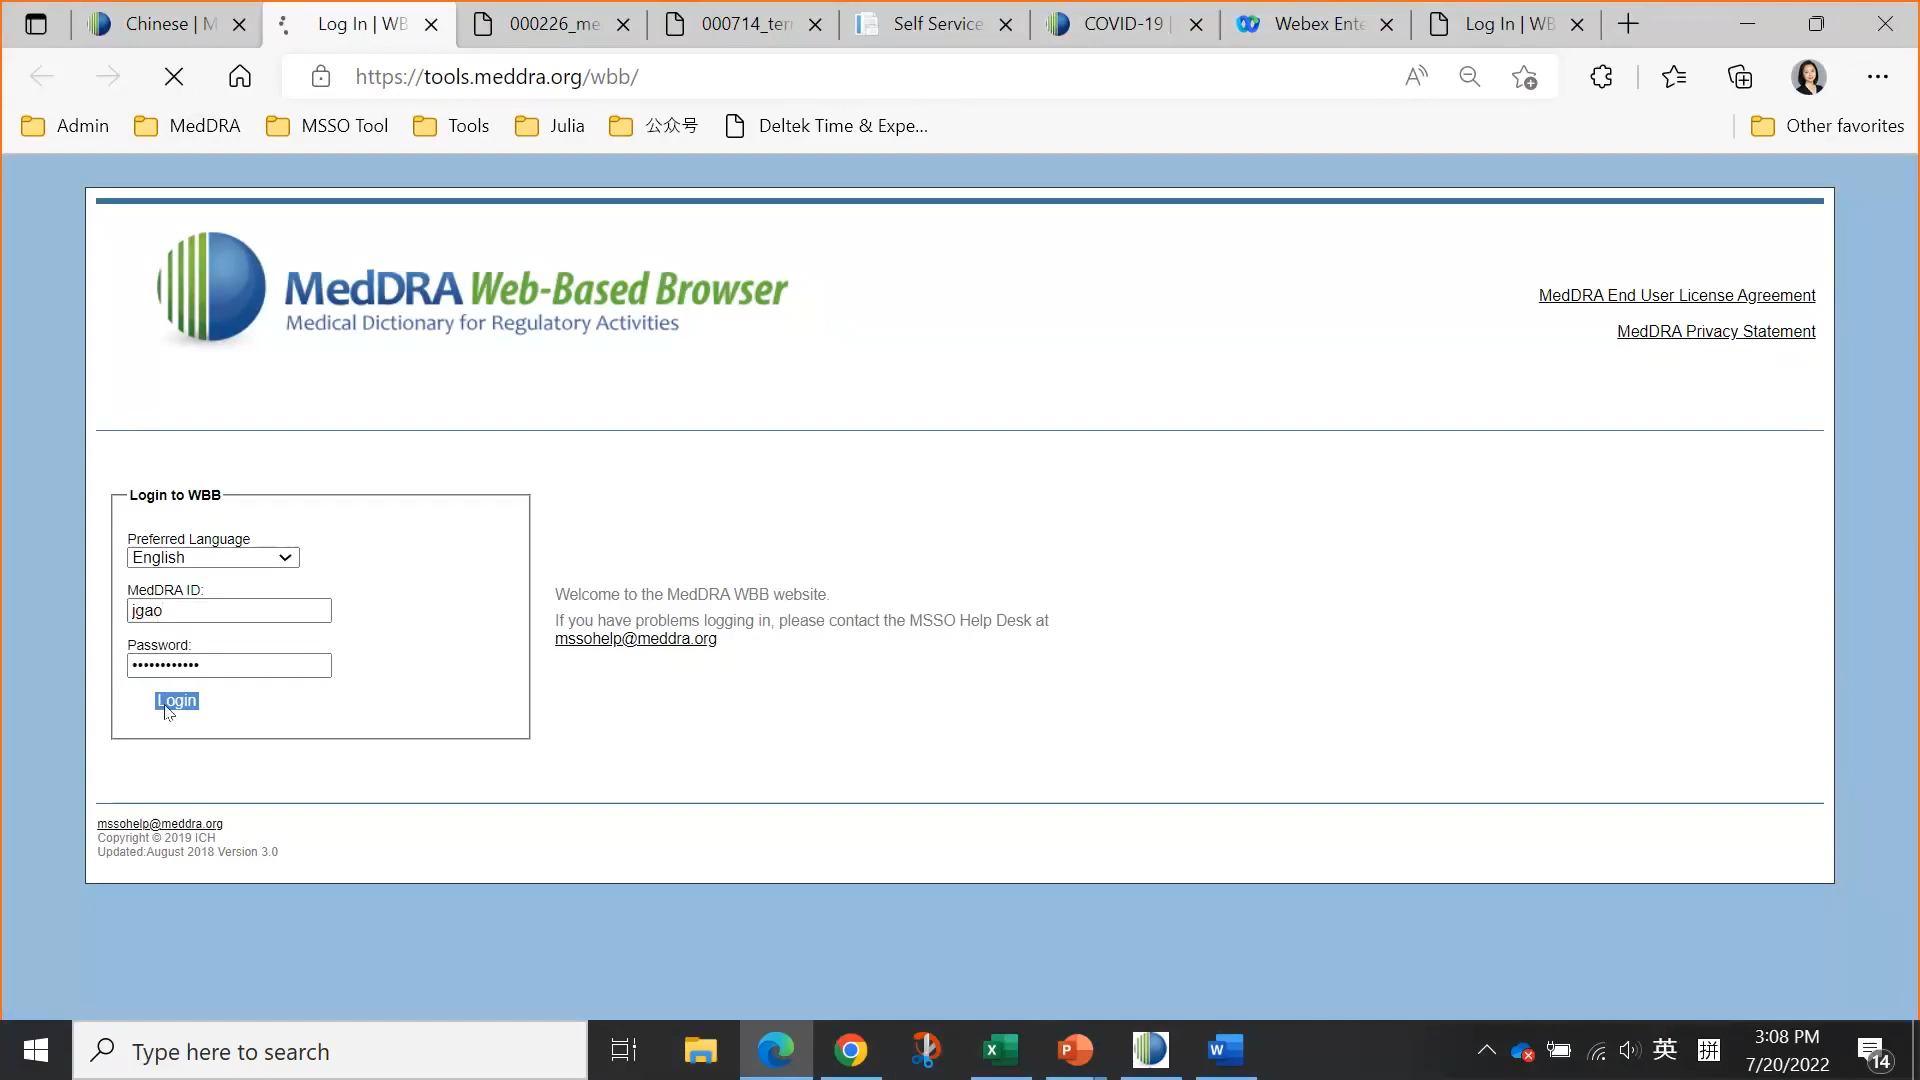 Chinese | M
Log In | WB
000226_me
000714_teri
Self Service
COVID-19 |
Webex Ente
Log In | WB
https://tools.meddra.org/wbb/
Admin
MedDRA
MSSO Tool
Tools
Julia
公众号
Deltek Time & Expe...
Other favorites
MedDRA Web-Based Browser
Medical Dictionary for Regulatory Activities
MedDRA End User License Agreement
MedDRA Privacy Statement
Login to WBB
Preferred Language
English
MedDRA ID:
jgao
Password:
••••••••••••
Login
Welcome to the MedDRA WBB website.
If you have problems logging in, please contact the MSSO Help Desk at
mssohelp@meddra.org
mssohelp@meddra.org
Copyright © 2019 ICH
Updated:August 2018 Version 3.0
Type here to search
英
拼
3:08 PM
7/20/2022
14